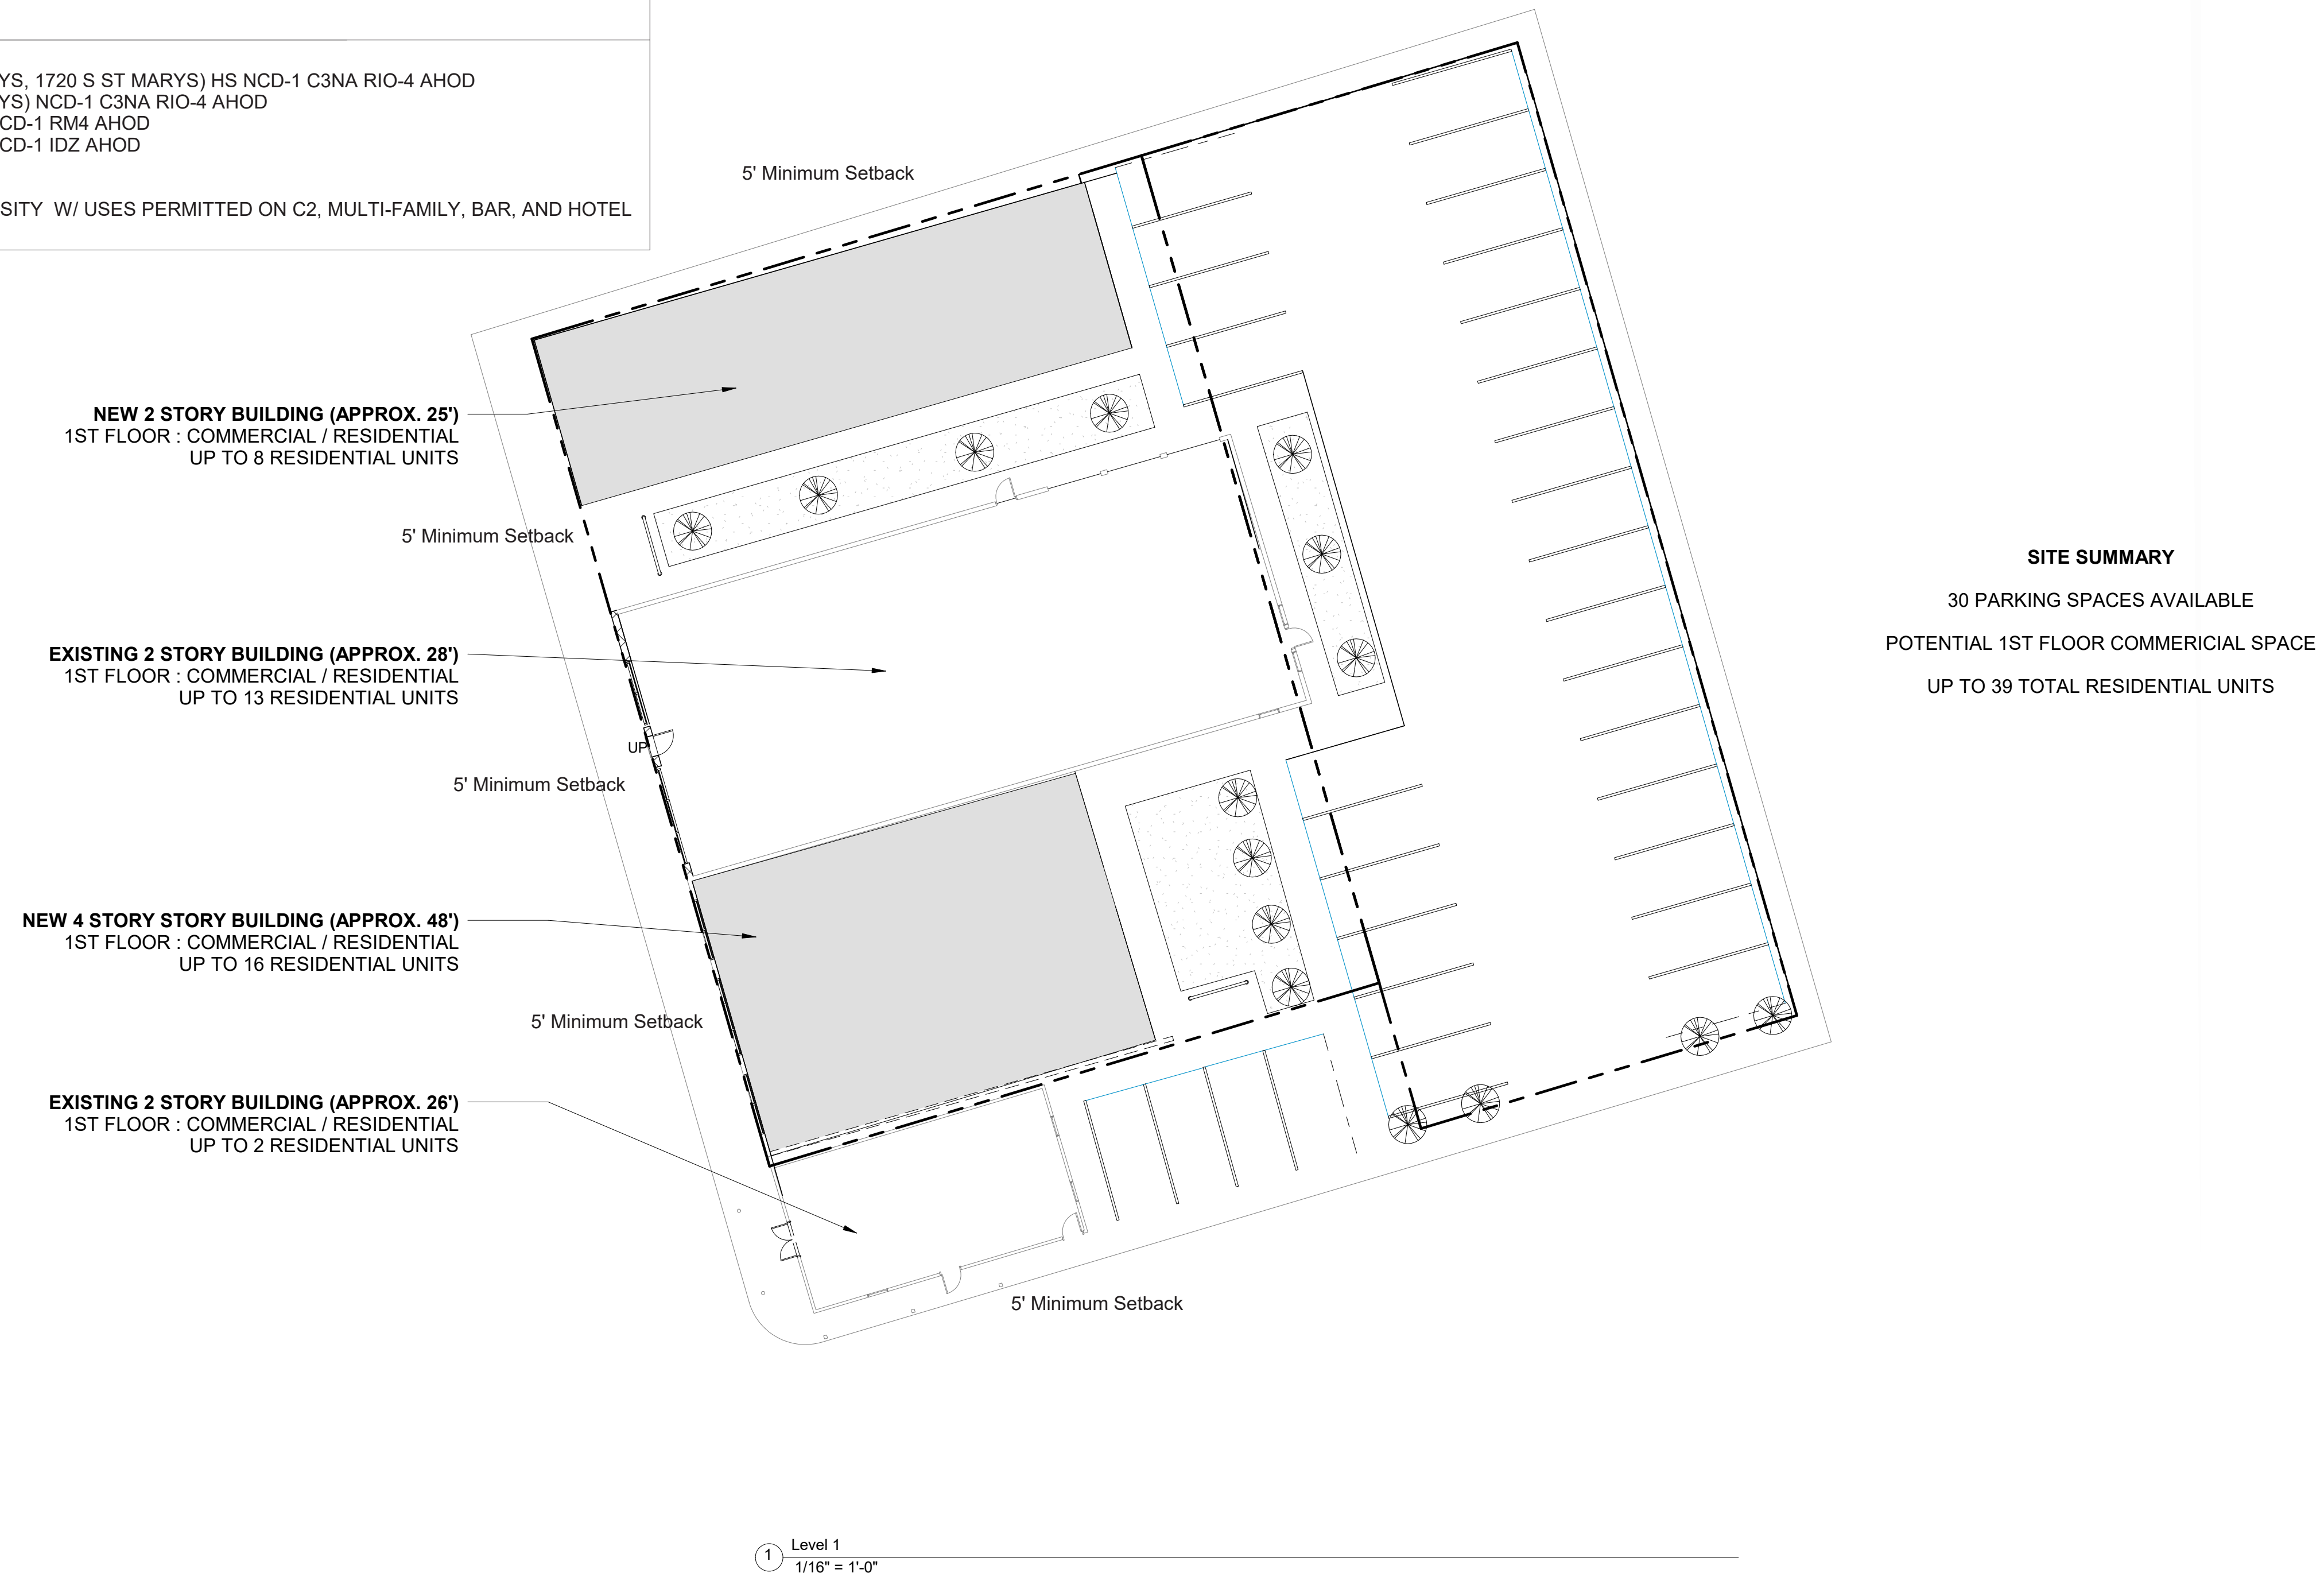 YS, 1720 S ST MARYS) HS NCD-1 C3NA RIO-4 AHOD
YS) NCD-1 C3NA RIO-4 AHOD
CD-1 RM4 AHOD
CD-1 IDZ AHOD
SITY W/ USES PERMITTED ON C2, MULTI-FAMILY, BAR, AND HOTEL
5' Minimum Setback
NEW 2 STORY BUILDING (APPROX. 25')
1ST FLOOR : COMMERCIAL / RESIDENTIAL
UP TO 8 RESIDENTIAL UNITS
5' Minimum Setback
EXISTING 2 STORY BUILDING (APPROX. 28')
1ST FLOOR : COMMERCIAL / RESIDENTIAL
UP TO 13 RESIDENTIAL UNITS
UP
5' Minimum Setback
NEW 4 STORY STORY BUILDING (APPROX. 48')
1ST FLOOR : COMMERCIAL / RESIDENTIAL
UP TO 16 RESIDENTIAL UNITS
5' Minimum Setback
EXISTING 2 STORY BUILDING (APPROX. 26')
1ST FLOOR : COMMERCIAL / RESIDENTIAL
UP TO 2 RESIDENTIAL UNITS
5' Minimum Setback
SITE SUMMARY
30 PARKING SPACES AVAILABLE
POTENTIAL 1ST FLOOR COMMERICIAL SPACE
UP TO 39 TOTAL RESIDENTIAL UNITS
1
Level 1
1/16" = 1'-0"